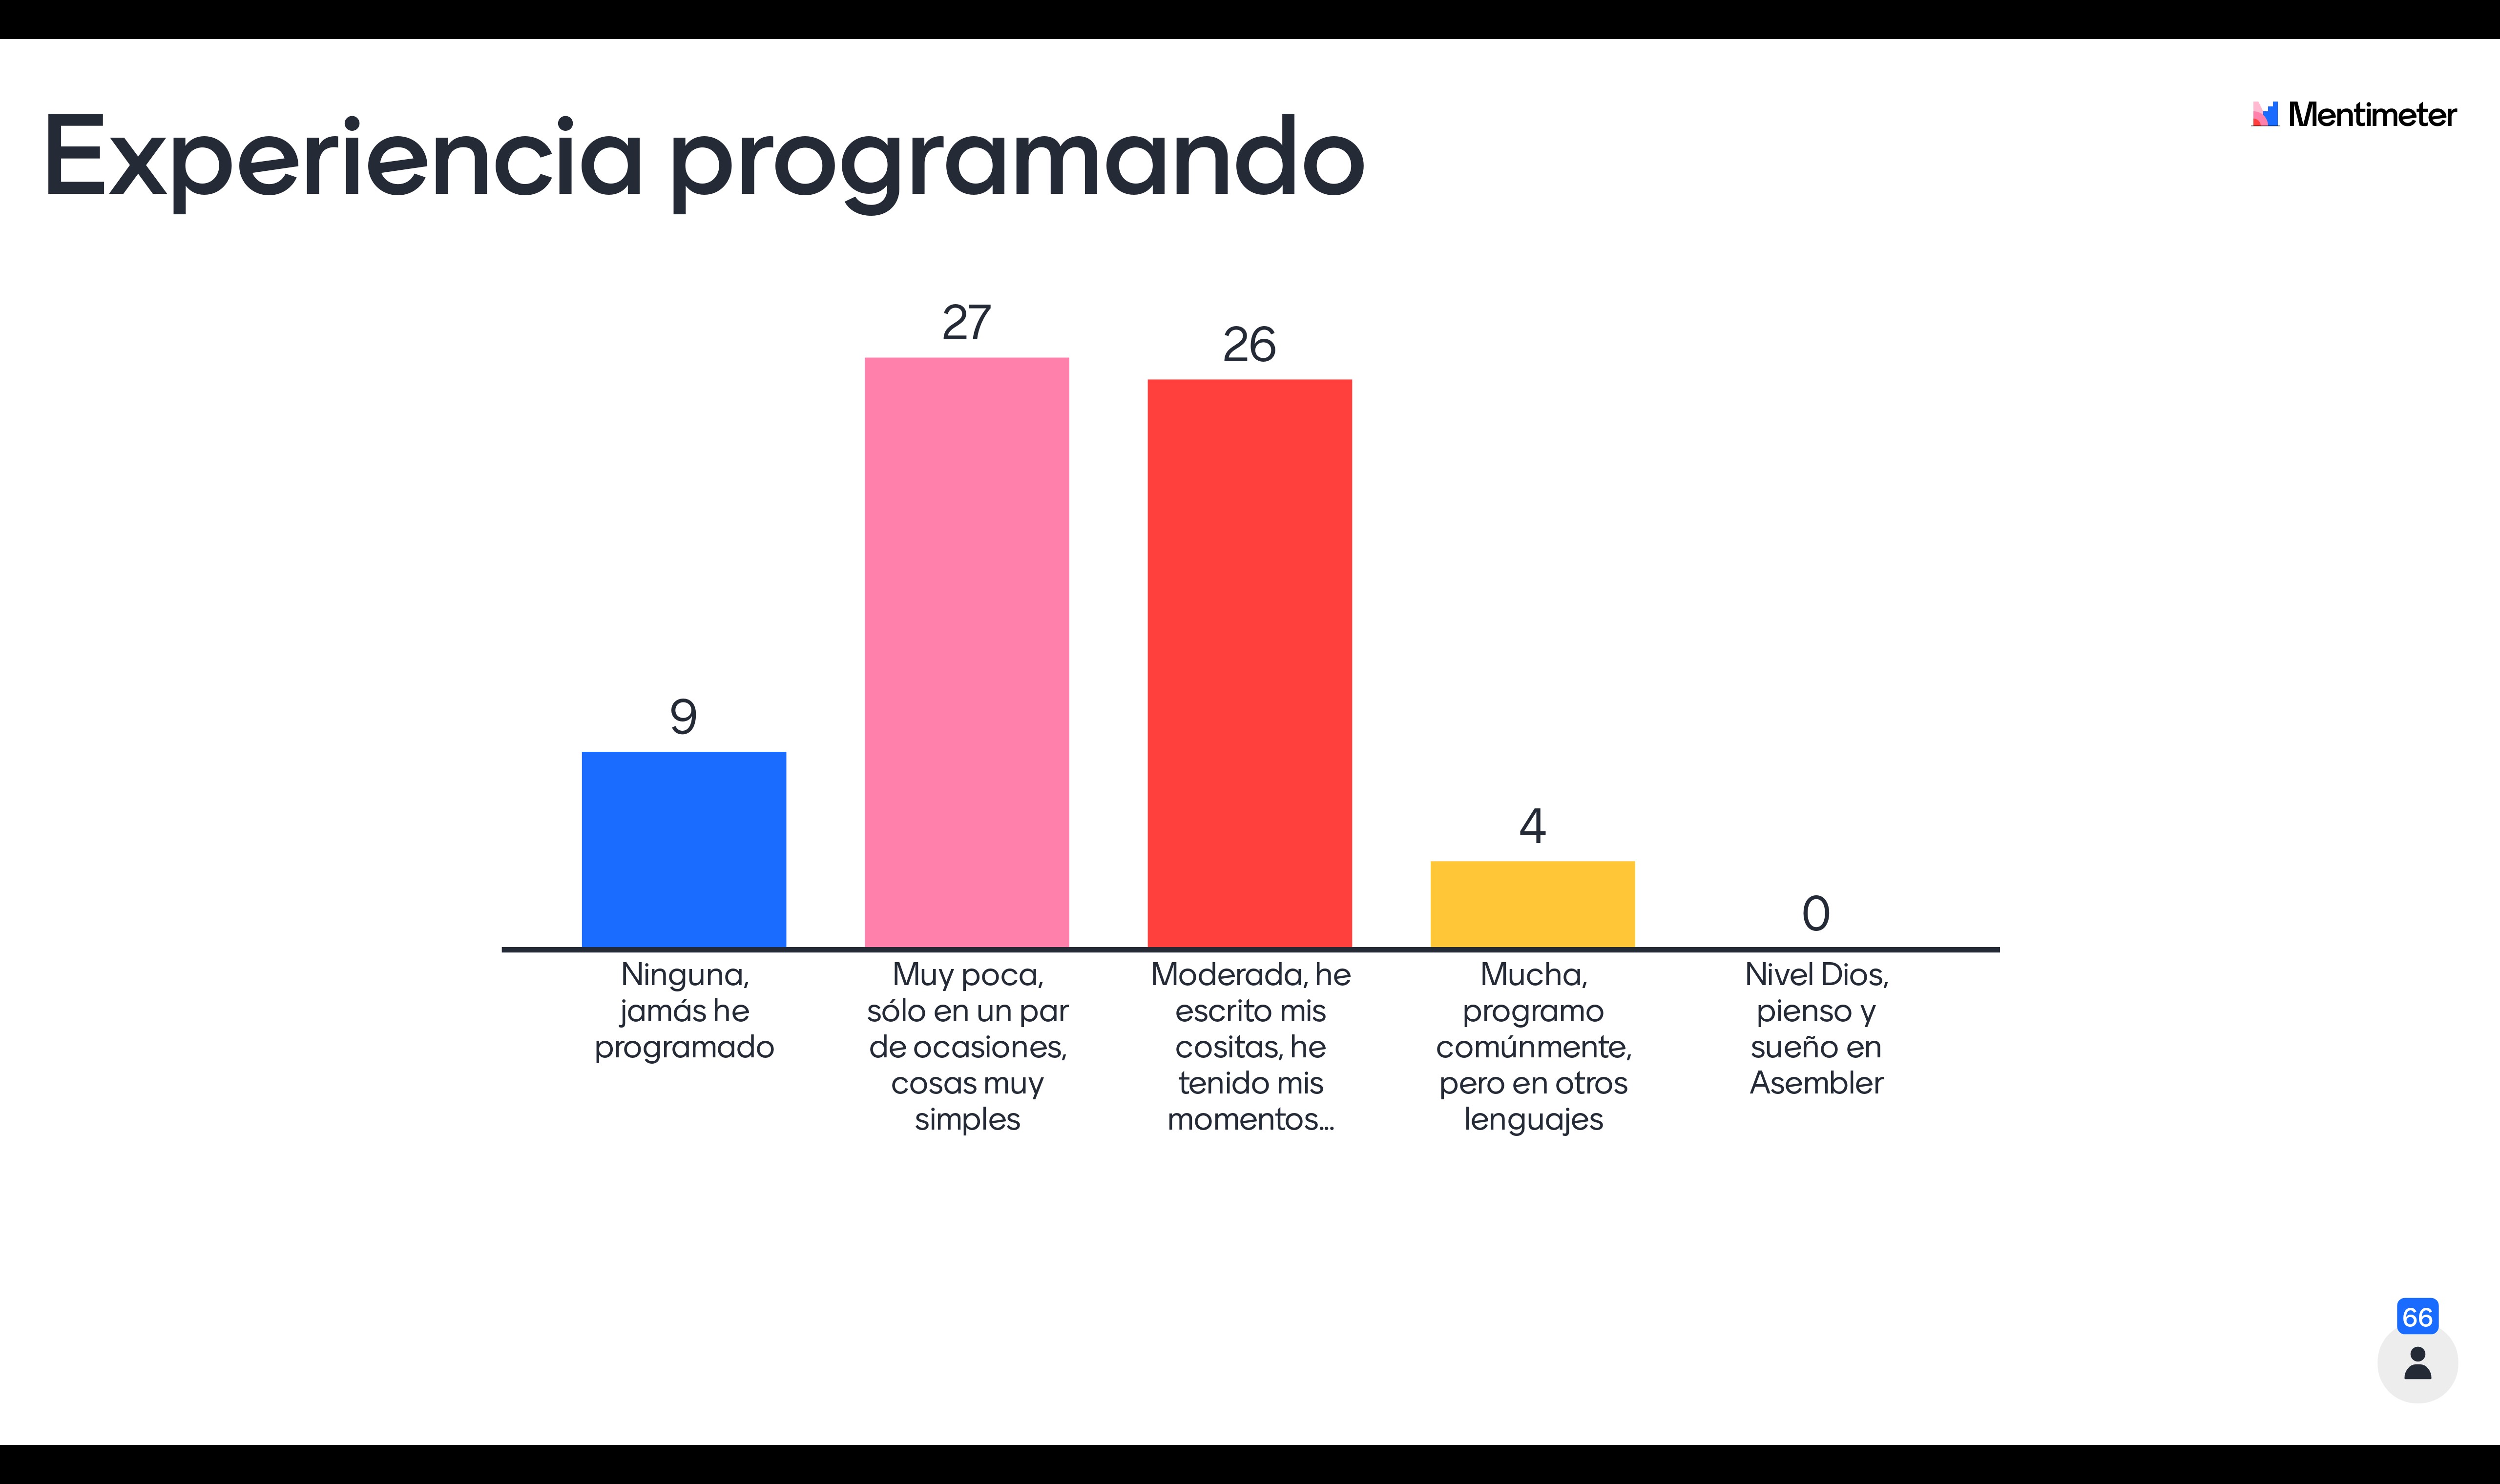 Experiencia programando
Mentimeter
27
26
9
4
0
Ninguna,
jamás he
programado
Muy poca,
sólo en un par
de ocasiones,
cosas muy
simples
Moderada, he
escrito mis
cositas, he
tenido mis
momentos...
Mucha,
programo
comúnmente,
pero en otros
lenguajes
Nivel Dios,
pienso y
sueño en
Asembler
66